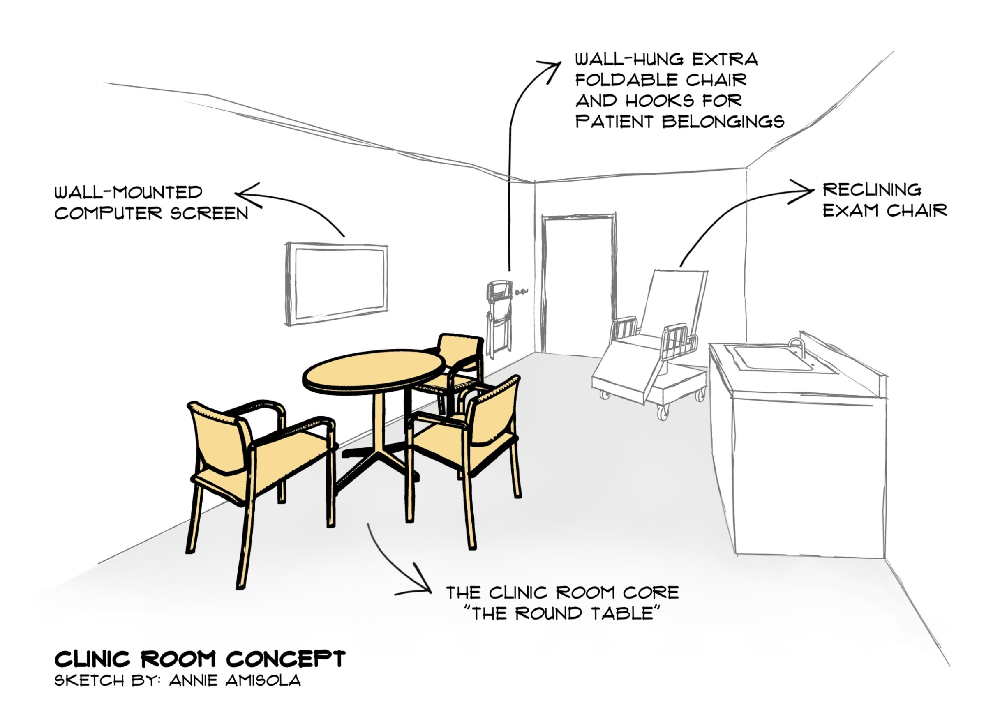 WALL-HUNG EXTRA
FOLDABLE CHAIR
AND HOOKS FOR
PATIENT BELONGINGS
WALL-MOUNTED
COMPUTER SCREEN
RECLINING
EXAM CHAIR
THE CLINIC ROOM CORE
"THE ROUND TABLE"
CLINIC ROOM CONCEPT
SKETCH BY: ANNIE AMISOLA